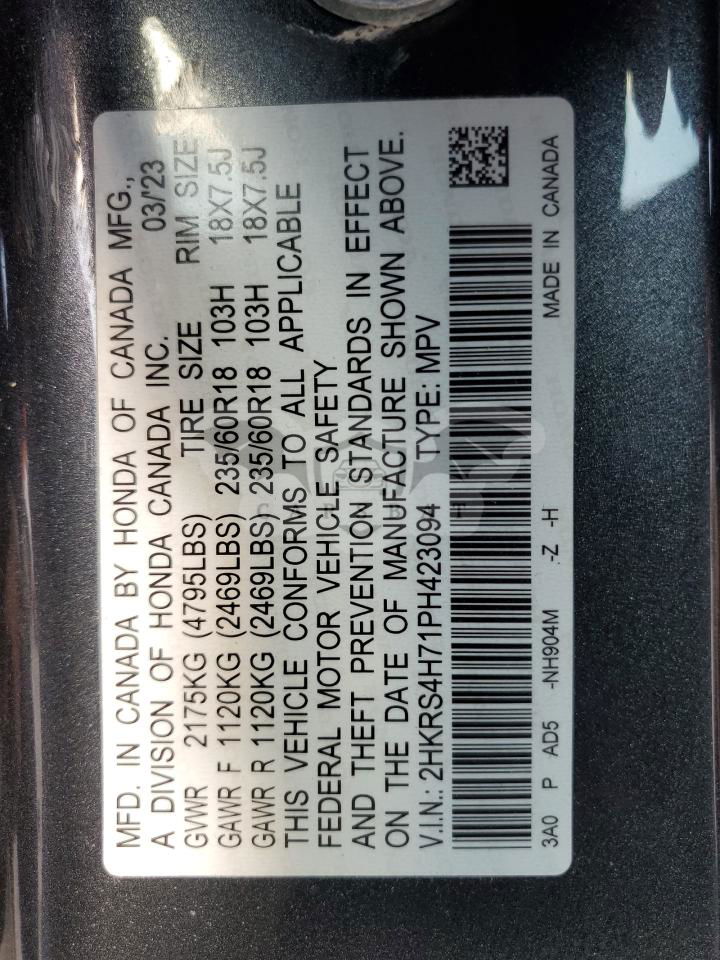 MFD. IN CANADA BY HONDA OF CANADA MFG.,
A DIVISION OF HONDA CANADA INC. 03/'23
GVWR 2175KG (4795LBS) TIRE SIZE RIM SIZE
GAWR F 1120KG (2469LBS) 235/60R18 103H 18X7.5J
GAWR R 1120KG (2469LBS) 235/60R18 103H 18X7.5J
THIS VEHICLE CONFORMS TO ALL APPLICABLE
FEDERAL MOTOR VEHICLE SAFETY
AND THEFT PREVENTION STANDARDS IN EFFECT
ON THE DATE OF MANUFACTURE SHOWN ABOVE.
V.I.N.: 2HKRS4H71PH423094 TYPE: MPV
3A0 P AD5 -NH904M -Z -H MADE IN CANADA